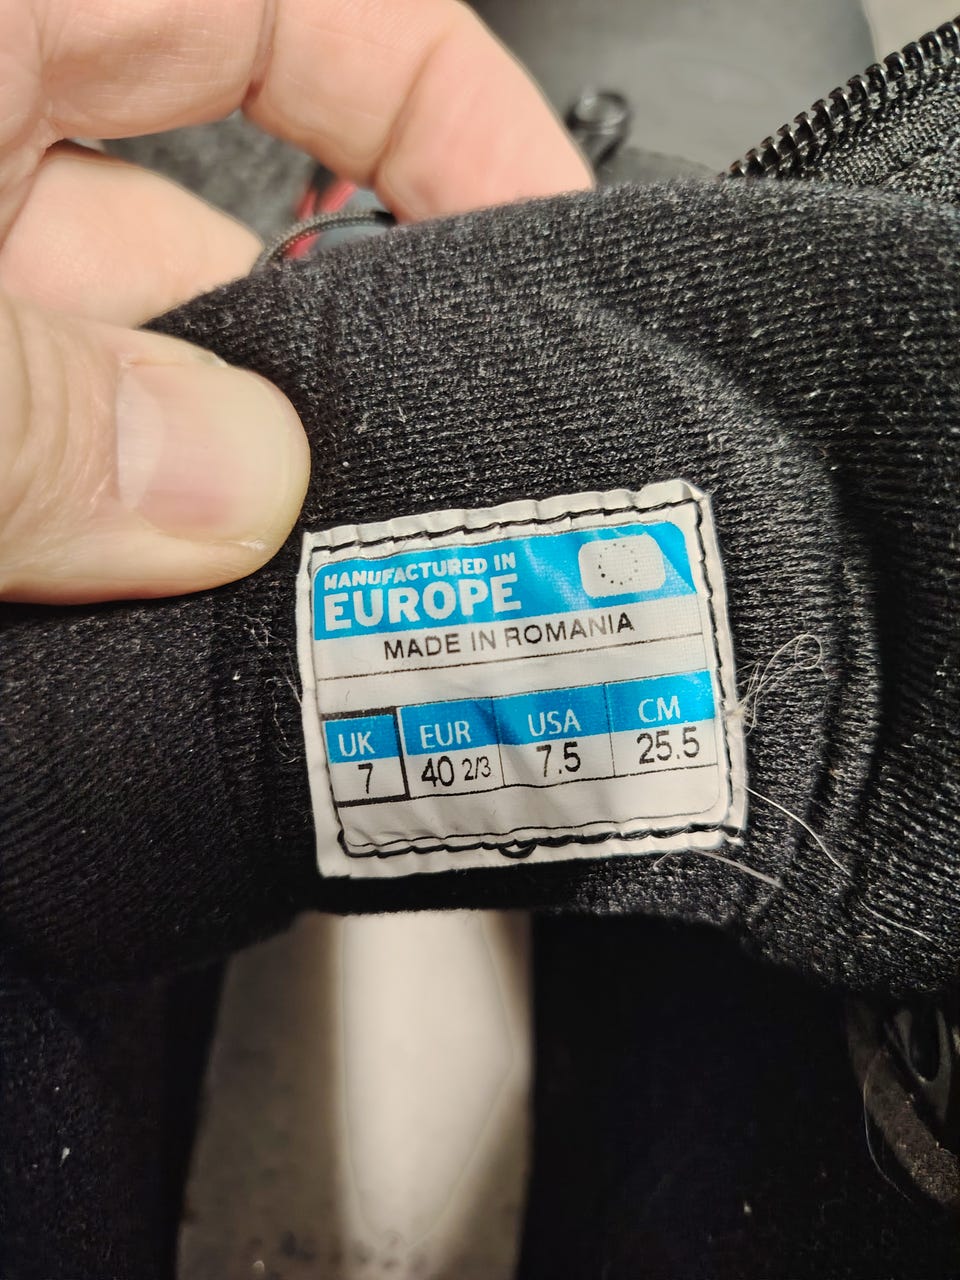 MANUFACTURED IN
EUROPE
MADE IN ROMANIA
UK EUR USA CM
7 40 2/3 7.5 25.5